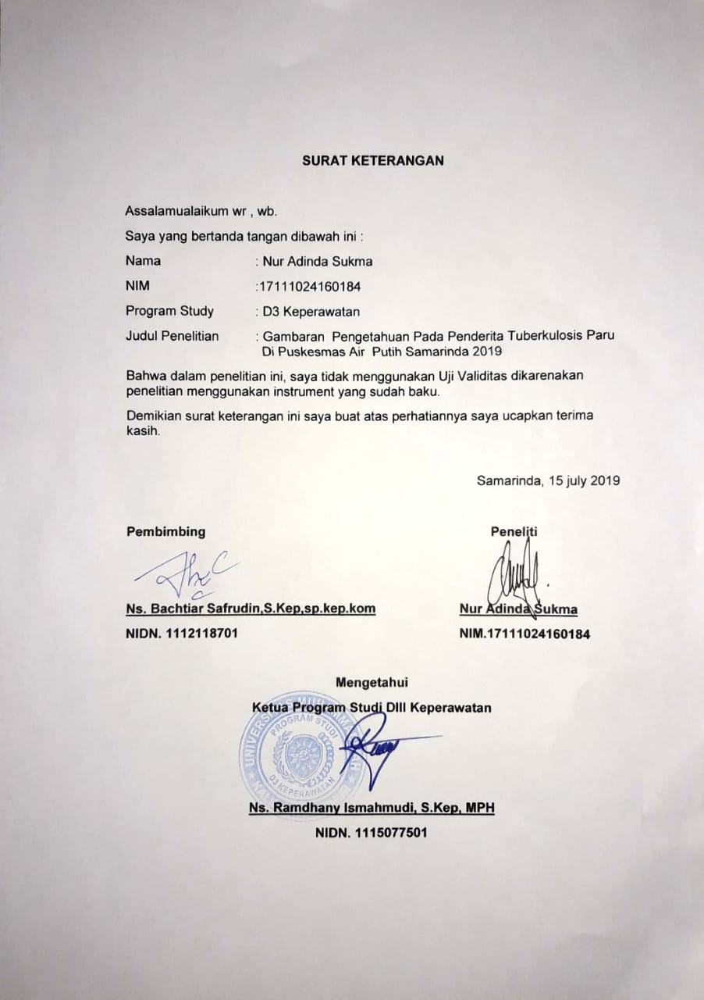 SURAT KETERANGAN
Assalamualaikum wr , wb.
Saya yang bertanda tangan dibawah ini :
Nama : Nur Adinda Sukma
NIM :17111024160184
Program Study : D3 Keperawatan
Judul Penelitian : Gambaran Pengetahuan Pada Penderita Tuberkulosis Paru
Di Puskesmas Air Putih Samarinda 2019
Bahwa dalam penelitian ini, saya tidak menggunakan Uji Validitas dikarenakan
penelitian menggunakan instrument yang sudah baku.
Demikian surat keterangan ini saya buat atas perhatiannya saya ucapkan terima
kasih.
Samarinda, 15 july 2019
Pembimbing Peneliti
Ns. Bachtiar Safrudin,S.Kep,sp.kep.kom Nur Adinda Sukma
NIDN. 1112118701 NIM.17111024160184
Mengetahui
Ketua Program Studi DIII Keperawatan
PROGRAM STUDI
D3 KEPERAWATAN
Ns. Ramdhany Ismahmudi, S.Kep, MPH
NIDN. 1115077501